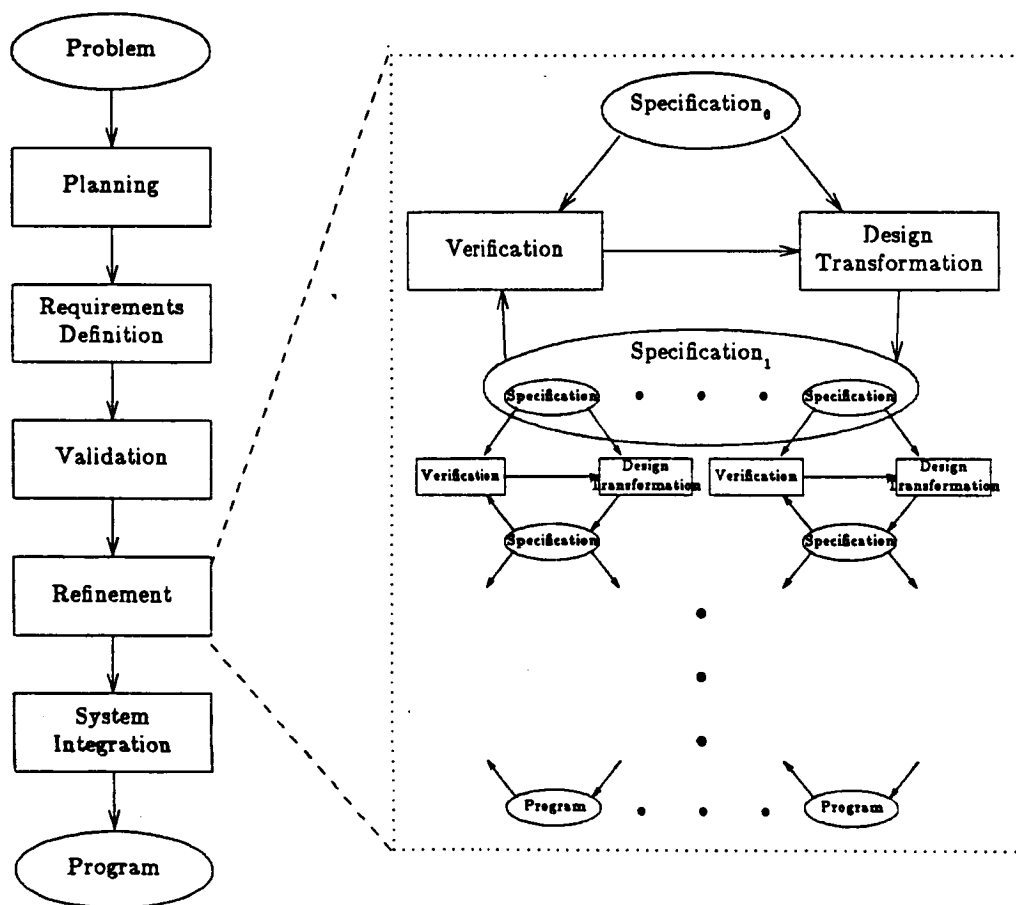 Problem
Planning
Requirements
Definition
Validation
Refinement
System
Integration
Program
Specification₀
Verification
Design
Transformation
Specification₁
Specification
Specification
Verification
Design
Transformation
Verification
Design
Transformation
Specification
Specification
Program
Program